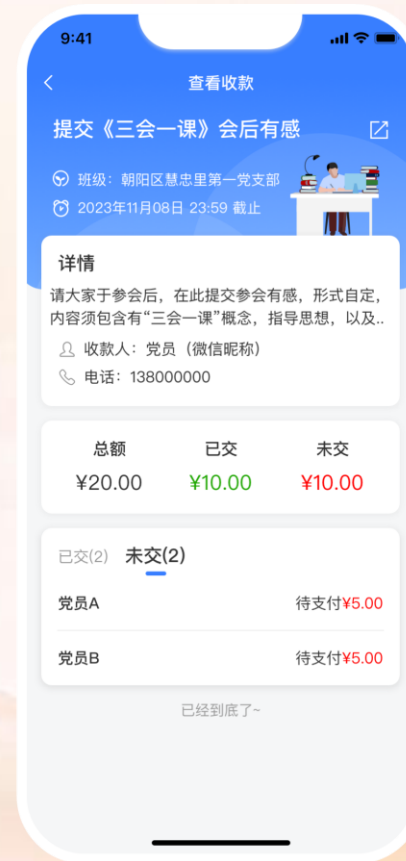 9:41
查看收款
提交《三会一课》会后有感
班级：朝阳区慧忠里第一党支部
2023年11月08日 23:59 截止
详情
请大家于参会后，在此提交参会有感，形式自定，
内容须包含有“三会一课”概念，指导思想，以及..
收款人：党员（微信昵称）
电话：138000000
总额 已交 未交
¥20.00 ¥10.00 ¥10.00
已交(2) 未交(2)
党员A 待支付¥5.00
党员B 待支付¥5.00
已经到底了~